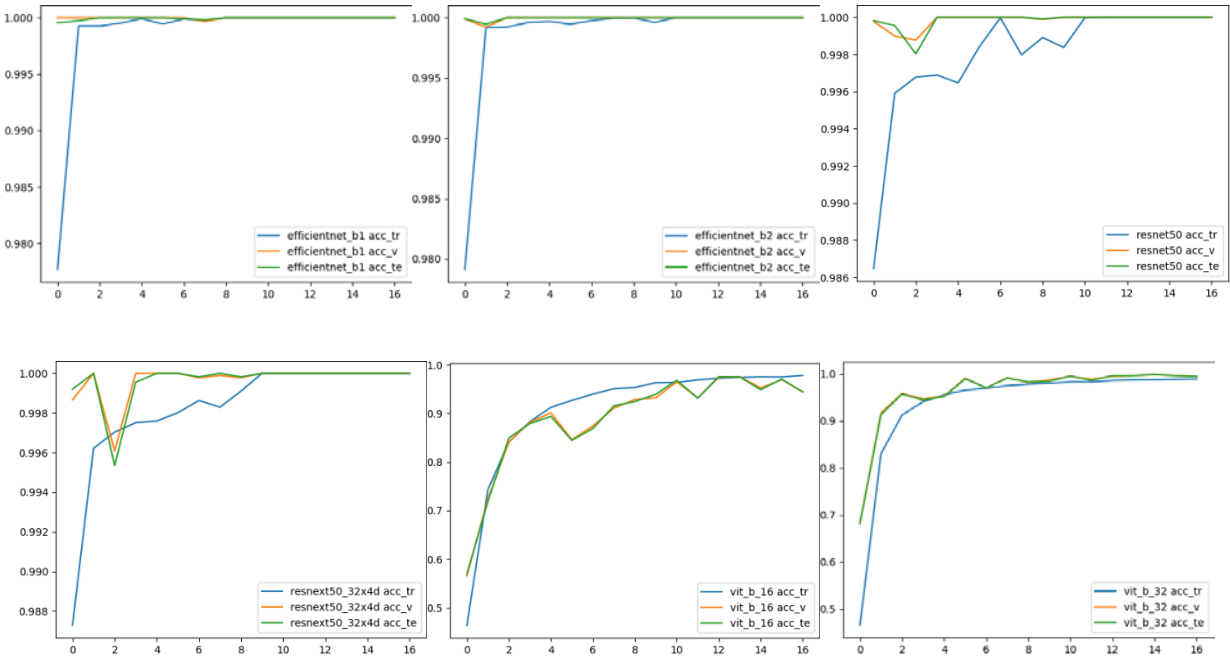 1.000
0.995
0.990
0.985
0.980
efficientnet_b1 acc_tr
efficientnet_b1 acc_v
efficientnet_b1 acc_te
0 2 4 6 8 10 12 14 16
1.000
0.995
0.990
0.985
0.980
efficientnet_b2 acc_tr
efficientnet_b2 acc_v
efficientnet_b2 acc_te
0 2 4 6 8 10 12 14 16
1.000
0.998
0.996
0.994
0.992
0.990
0.988
0.986
resnet50 acc_tr
resnet50 acc_v
resnet50 acc_te
0 2 4 6 8 10 12 14 16
1.000
0.998
0.996
0.994
0.992
0.990
0.988
resnext50_32x4d acc_tr
resnext50_32x4d acc_v
resnext50_32x4d acc_te
0 2 4 6 8 10 12 14 16
1.0
0.9
0.8
0.7
0.6
0.5
vit_b_16 acc_tr
vit_b_16 acc_v
vit_b_16 acc_te
0 2 4 6 8 10 12 14 16
1.0
0.9
0.8
0.7
0.6
0.5
vit_b_32 acc_tr
vit_b_32 acc_v
vit_b_32 acc_te
0 2 4 6 8 10 12 14 16